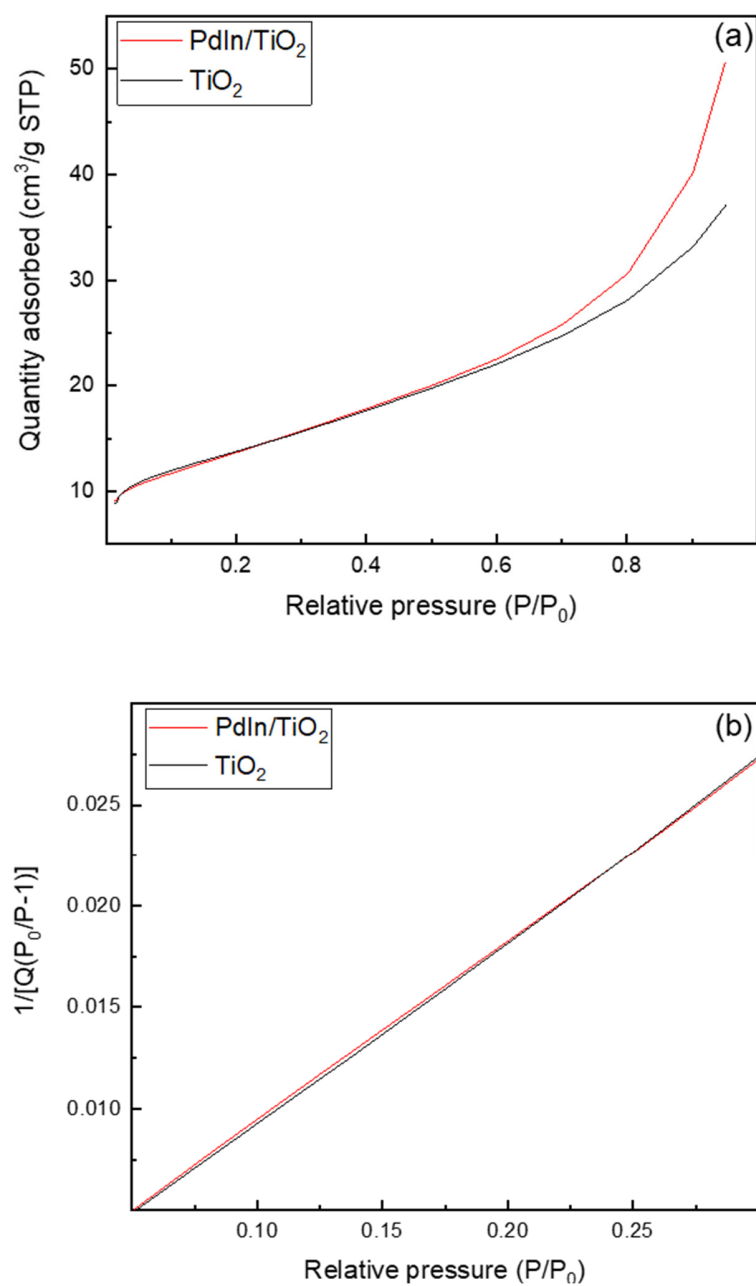 (a)
PdIn/TiO₂
TiO₂
Quantity adsorbed (cm³/g STP)
50
40
30
20
10
0.2 0.4 0.6 0.8
Relative pressure (P/P₀)
(b)
PdIn/TiO₂
TiO₂
1/[Q(P₀/P-1)]
0.025
0.020
0.015
0.010
0.10 0.15 0.20 0.25
Relative pressure (P/P₀)